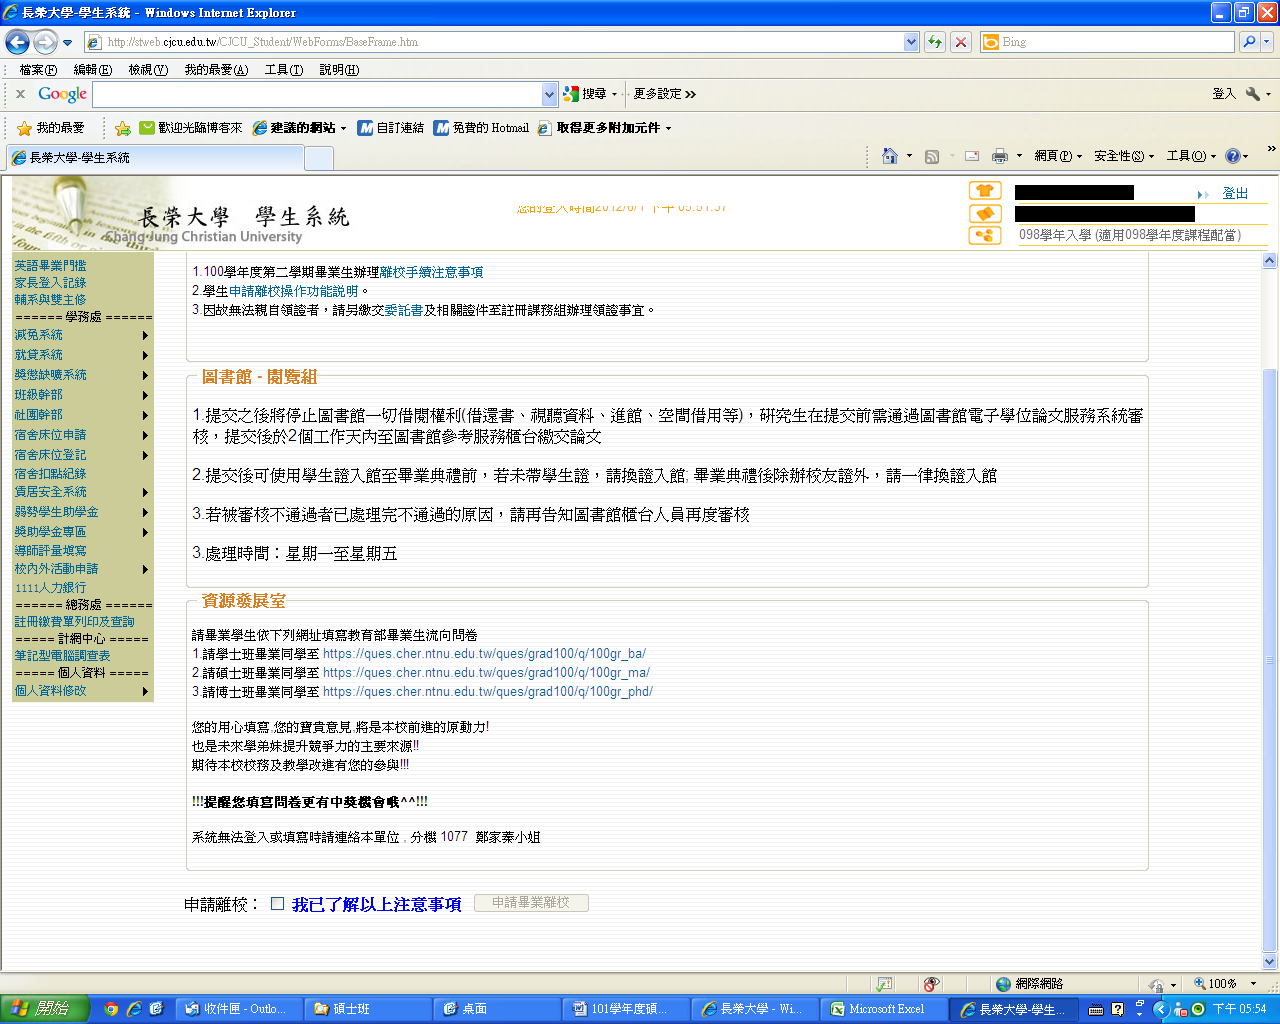 長榮大學-學生系統 - Windows Internet Explorer
http://stweb.cjcu.edu.tw/CJCU_Student/WebForms/BaseFrame.htm
Bing
檔案(F) 編輯(E) 檢視(V) 我的最愛(A) 工具(T) 說明(H)
x Google 搜尋 更多設定 >> 登入
我的最愛 歡迎光臨博客來 建議的網站 自訂連結 免費的 Hotmail 取得更多附加元件
長榮大學-學生系統 網頁(P) 安全性(S) 工具(O) >>
長榮大學 學生系統
Chang Jung Christian University
您的登入時間2012/6/1 下午 05:51:37
登出
098學年入學 (適用098學年度課程配當)
英語畢業門檻
家長登入記錄
輔系與雙主修
====== 學務處 ======
減免系統
就貸系統
獎懲缺曠系統
班級幹部
社團幹部
宿舍床位申請
宿舍床位登記
宿舍扣點紀錄
賃居安全系統
弱勢學生助學金
獎助學金專區
導師評量填寫
校內外活動申請
1111人力銀行
====== 總務處 ======
註冊繳費單列印及查詢
===== 計網中心 =====
筆記型電腦調查表
===== 個人資料 =====
個人資料修改
1.100學年度第二學期畢業生辦理離校手續注意事項
2.學生申請離校操作功能說明。
3.因故無法親自領證者，請另繳交委託書及相關證件至註冊課務組辦理領證事宜。
圖書館 - 閱覽組
1.提交之後將停止圖書館一切借閱權利(借還書、視聽資料、進館、空間借用等)，研究生在提交前需通過圖書館電子學位論文服務系統審
核，提交後於2個工作天內至圖書館參考服務櫃台繳交論文
2.提交後可使用學生證入館至畢業典禮前，若未帶學生證，請換證入館; 畢業典禮後除辦校友證外，請一律換證入館
3.若被審核不通過者已處理完不通過的原因，請再告知圖書館櫃台人員再度審核
3.處理時間：星期一至星期五
資源發展室
請畢業學生依下列網址填寫教育部畢業生流向問卷
1.請學士班畢業同學至 https://ques.cher.ntnu.edu.tw/ques/grad100/q/100gr_ba/
2.請碩士班畢業同學至 https://ques.cher.ntnu.edu.tw/ques/grad100/q/100gr_ma/
3.請博士班畢業同學至 https://ques.cher.ntnu.edu.tw/ques/grad100/q/100gr_phd/
您的用心填寫,您的寶貴意見,將是本校前進的原動力!
也是未來學弟妹提升競爭力的主要來源!!
期待本校校務及教學改進有您的參與!!!
!!!提醒您填寫問卷更有中獎機會哦^^!!!
系統無法登入或填寫時請連絡本單位 , 分機 1077 鄭家蓁小姐
申請離校： 我已了解以上注意事項 申請畢業離校
網際網路 100%
開始 收件匣 - Outlo... 碩士班 桌面 101學年度碩... 長榮大學 - Wi... Microsoft Excel 長榮大學-學生... 下午 05:54